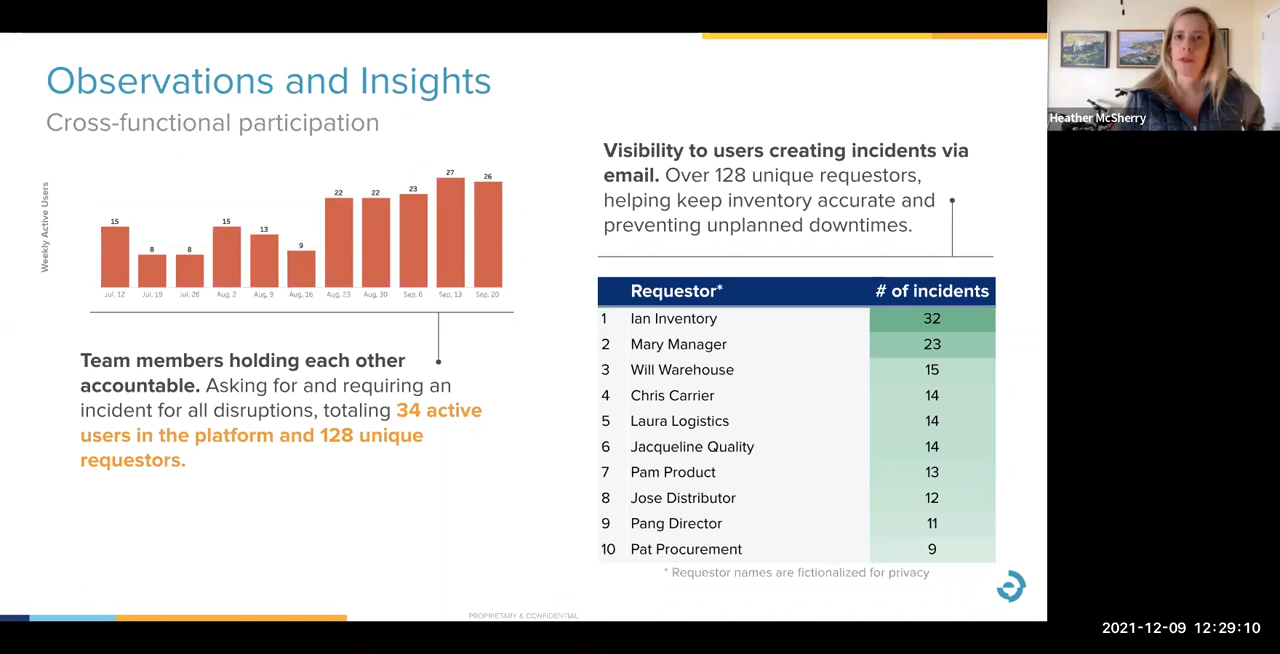 Observations and Insights
Cross-functional participation
Weekly Active Users
15
8
8
15
13
9
22
22
23
27
26
Jul, 12
Jul, 19
Jul, 26
Aug, 2
Aug, 9
Aug, 16
Aug, 23
Aug, 30
Sep, 6
Sep, 13
Sep, 20
Team members holding each other
accountable. Asking for and requiring an
incident for all disruptions, totaling 34 active
users in the platform and 128 unique
requestors.
Visibility to users creating incidents via
email. Over 128 unique requestors,
helping keep inventory accurate and
preventing unplanned downtimes.
Requestor* # of incidents
1 Ian Inventory 32
2 Mary Manager 23
3 Will Warehouse 15
4 Chris Carrier 14
5 Laura Logistics 14
6 Jacqueline Quality 14
7 Pam Product 13
8 Jose Distributor 12
9 Pang Director 11
10 Pat Procurement 9
* Requestor names are fictionalized for privacy
PROPRIETARY & CONFIDENTIAL
Heather McSherry
2021-12-09 12:29:10